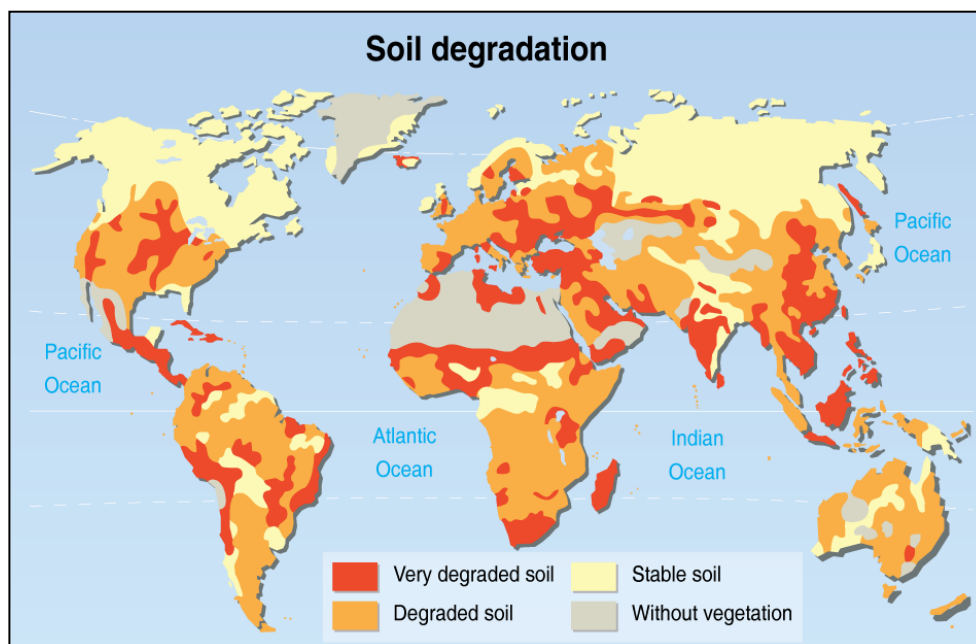 Soil degradation
Pacific
Ocean
Pacific
Ocean
Atlantic
Ocean
Indian
Ocean
Very degraded soil
Stable soil
Degraded soil
Without vegetation